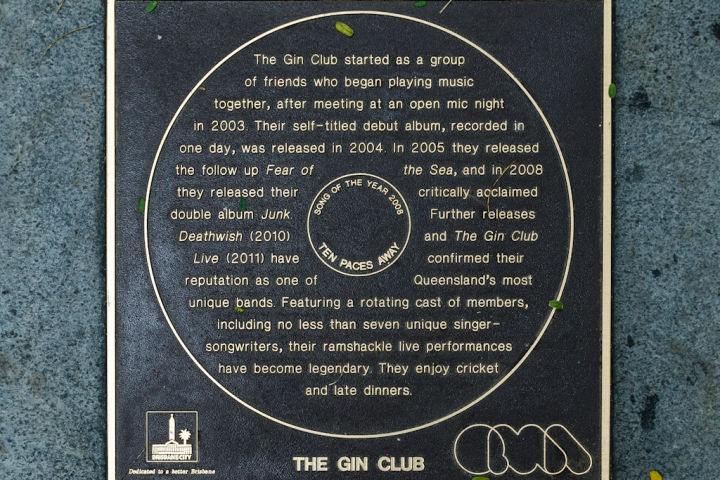 The Gin Club started as a group
of friends who began playing music
together, after meeting at an open mic night
in 2003. Their self-titled debut album, recorded in
one day, was released in 2004. In 2005 they released
the follow up Fear of the Sea, and in 2008
they released their critically acclaimed
double album Junk. Further releases
Deathwish (2010) and The Gin Club
Live (2011) have confirmed their
reputation as one of Queensland's most
unique bands. Featuring a rotating cast of members,
including no less than seven unique singer-
songwriters, their ramshackle live performances
have become legendary. They enjoy cricket
and late dinners.
SONG OF THE YEAR 2008
TEN PACES AWAY
BRISBANE CITY
Dedicated to a better Brisbane
THE GIN CLUB